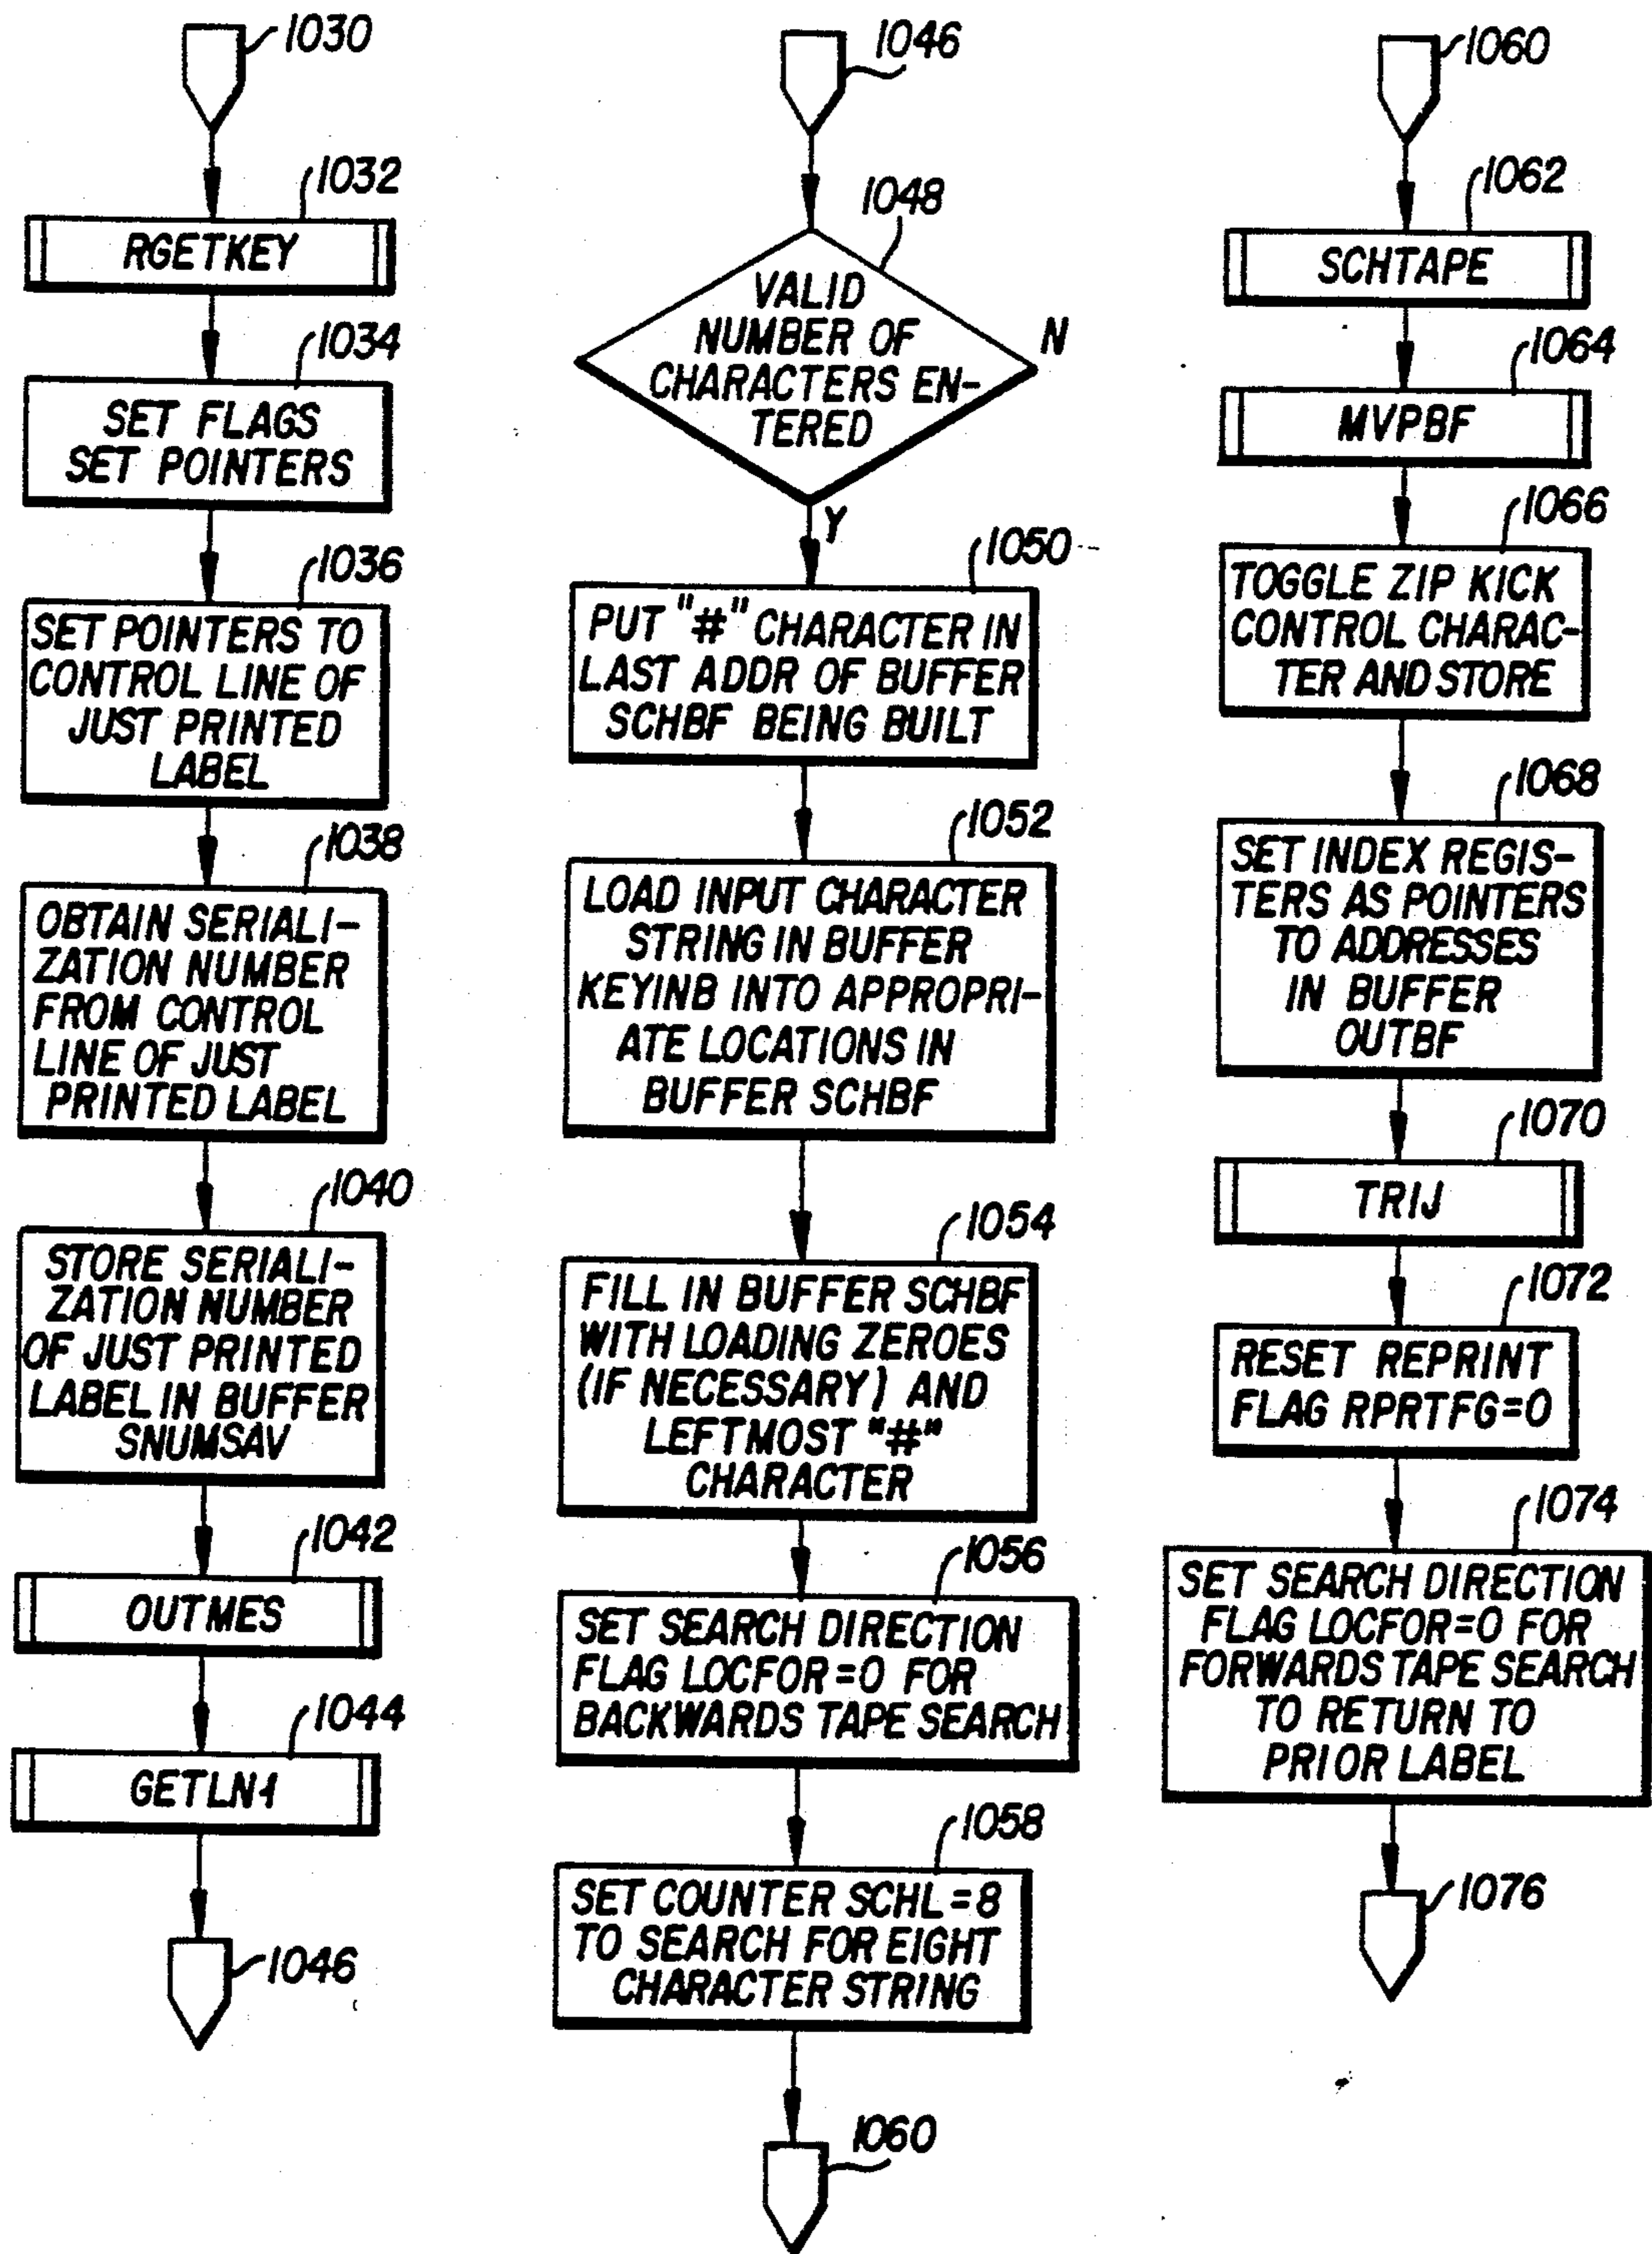 1030
1032
RGETKEY
1034
SET FLAGS
SET POINTERS
1036
SET POINTERS TO
CONTROL LINE OF
JUST PRINTED
LABEL
1038
OBTAIN SERIALI-
ZATION NUMBER
FROM CONTROL
LINE OF JUST
PRINTED LABEL
1040
STORE SERIALI-
ZATION NUMBER
OF JUST PRINTED
LABEL IN BUFFER
SNUMSAV
1042
OUTMES
1044
GETLN1
1046
1046
1048
VALID
NUMBER OF
CHARACTERS EN-
TERED
N
Y
1050
PUT "#" CHARACTER IN
LAST ADDR OF BUFFER
SCHBF BEING BUILT
1052
LOAD INPUT CHARACTER
STRING IN BUFFER
KEYINB INTO APPROPRI-
ATE LOCATIONS IN
BUFFER SCHBF
1054
FILL IN BUFFER SCHBF
WITH LOADING ZEROES
(IF NECESSARY) AND
LEFTMOST "#"
CHARACTER
1056
SET SEARCH DIRECTION
FLAG LOCFOR=0 FOR
BACKWARDS TAPE SEARCH
1058
SET COUNTER SCHL=8
TO SEARCH FOR EIGHT
CHARACTER STRING
1060
1060
1062
SCHTAPE
1064
MVPBF
1066
TOGGLE ZIP KICK
CONTROL CHARAC-
TER AND STORE
1068
SET INDEX REGIS-
TERS AS POINTERS
TO ADDRESSES
IN BUFFER
OUTBF
1070
TRIJ
1072
RESET REPRINT
FLAG RPRTFG=0
1074
SET SEARCH DIRECTION
FLAG LOCFOR=0 FOR
FORWARDS TAPE SEARCH
TO RETURN TO
PRIOR LABEL
1076